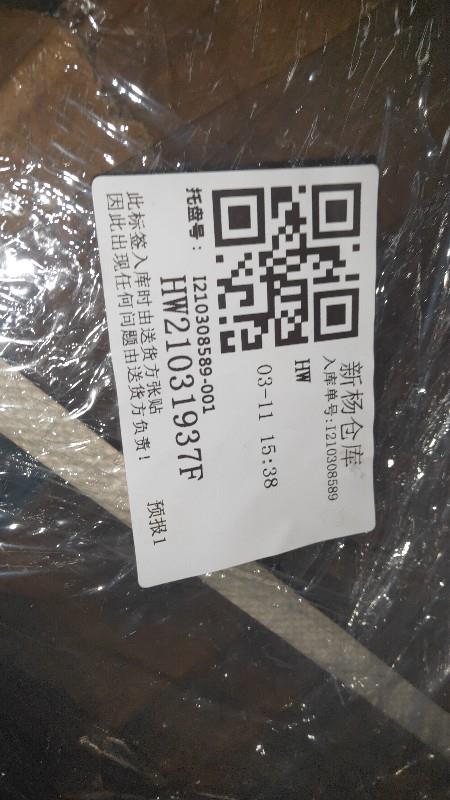 新杨仓库
入库单号:I210308589
HW
03-11 15:38
托盘号： I210308589-001
HW21031937F
预报1
此标签入库时由送货方张贴
因此出现任何问题由送货方负责！